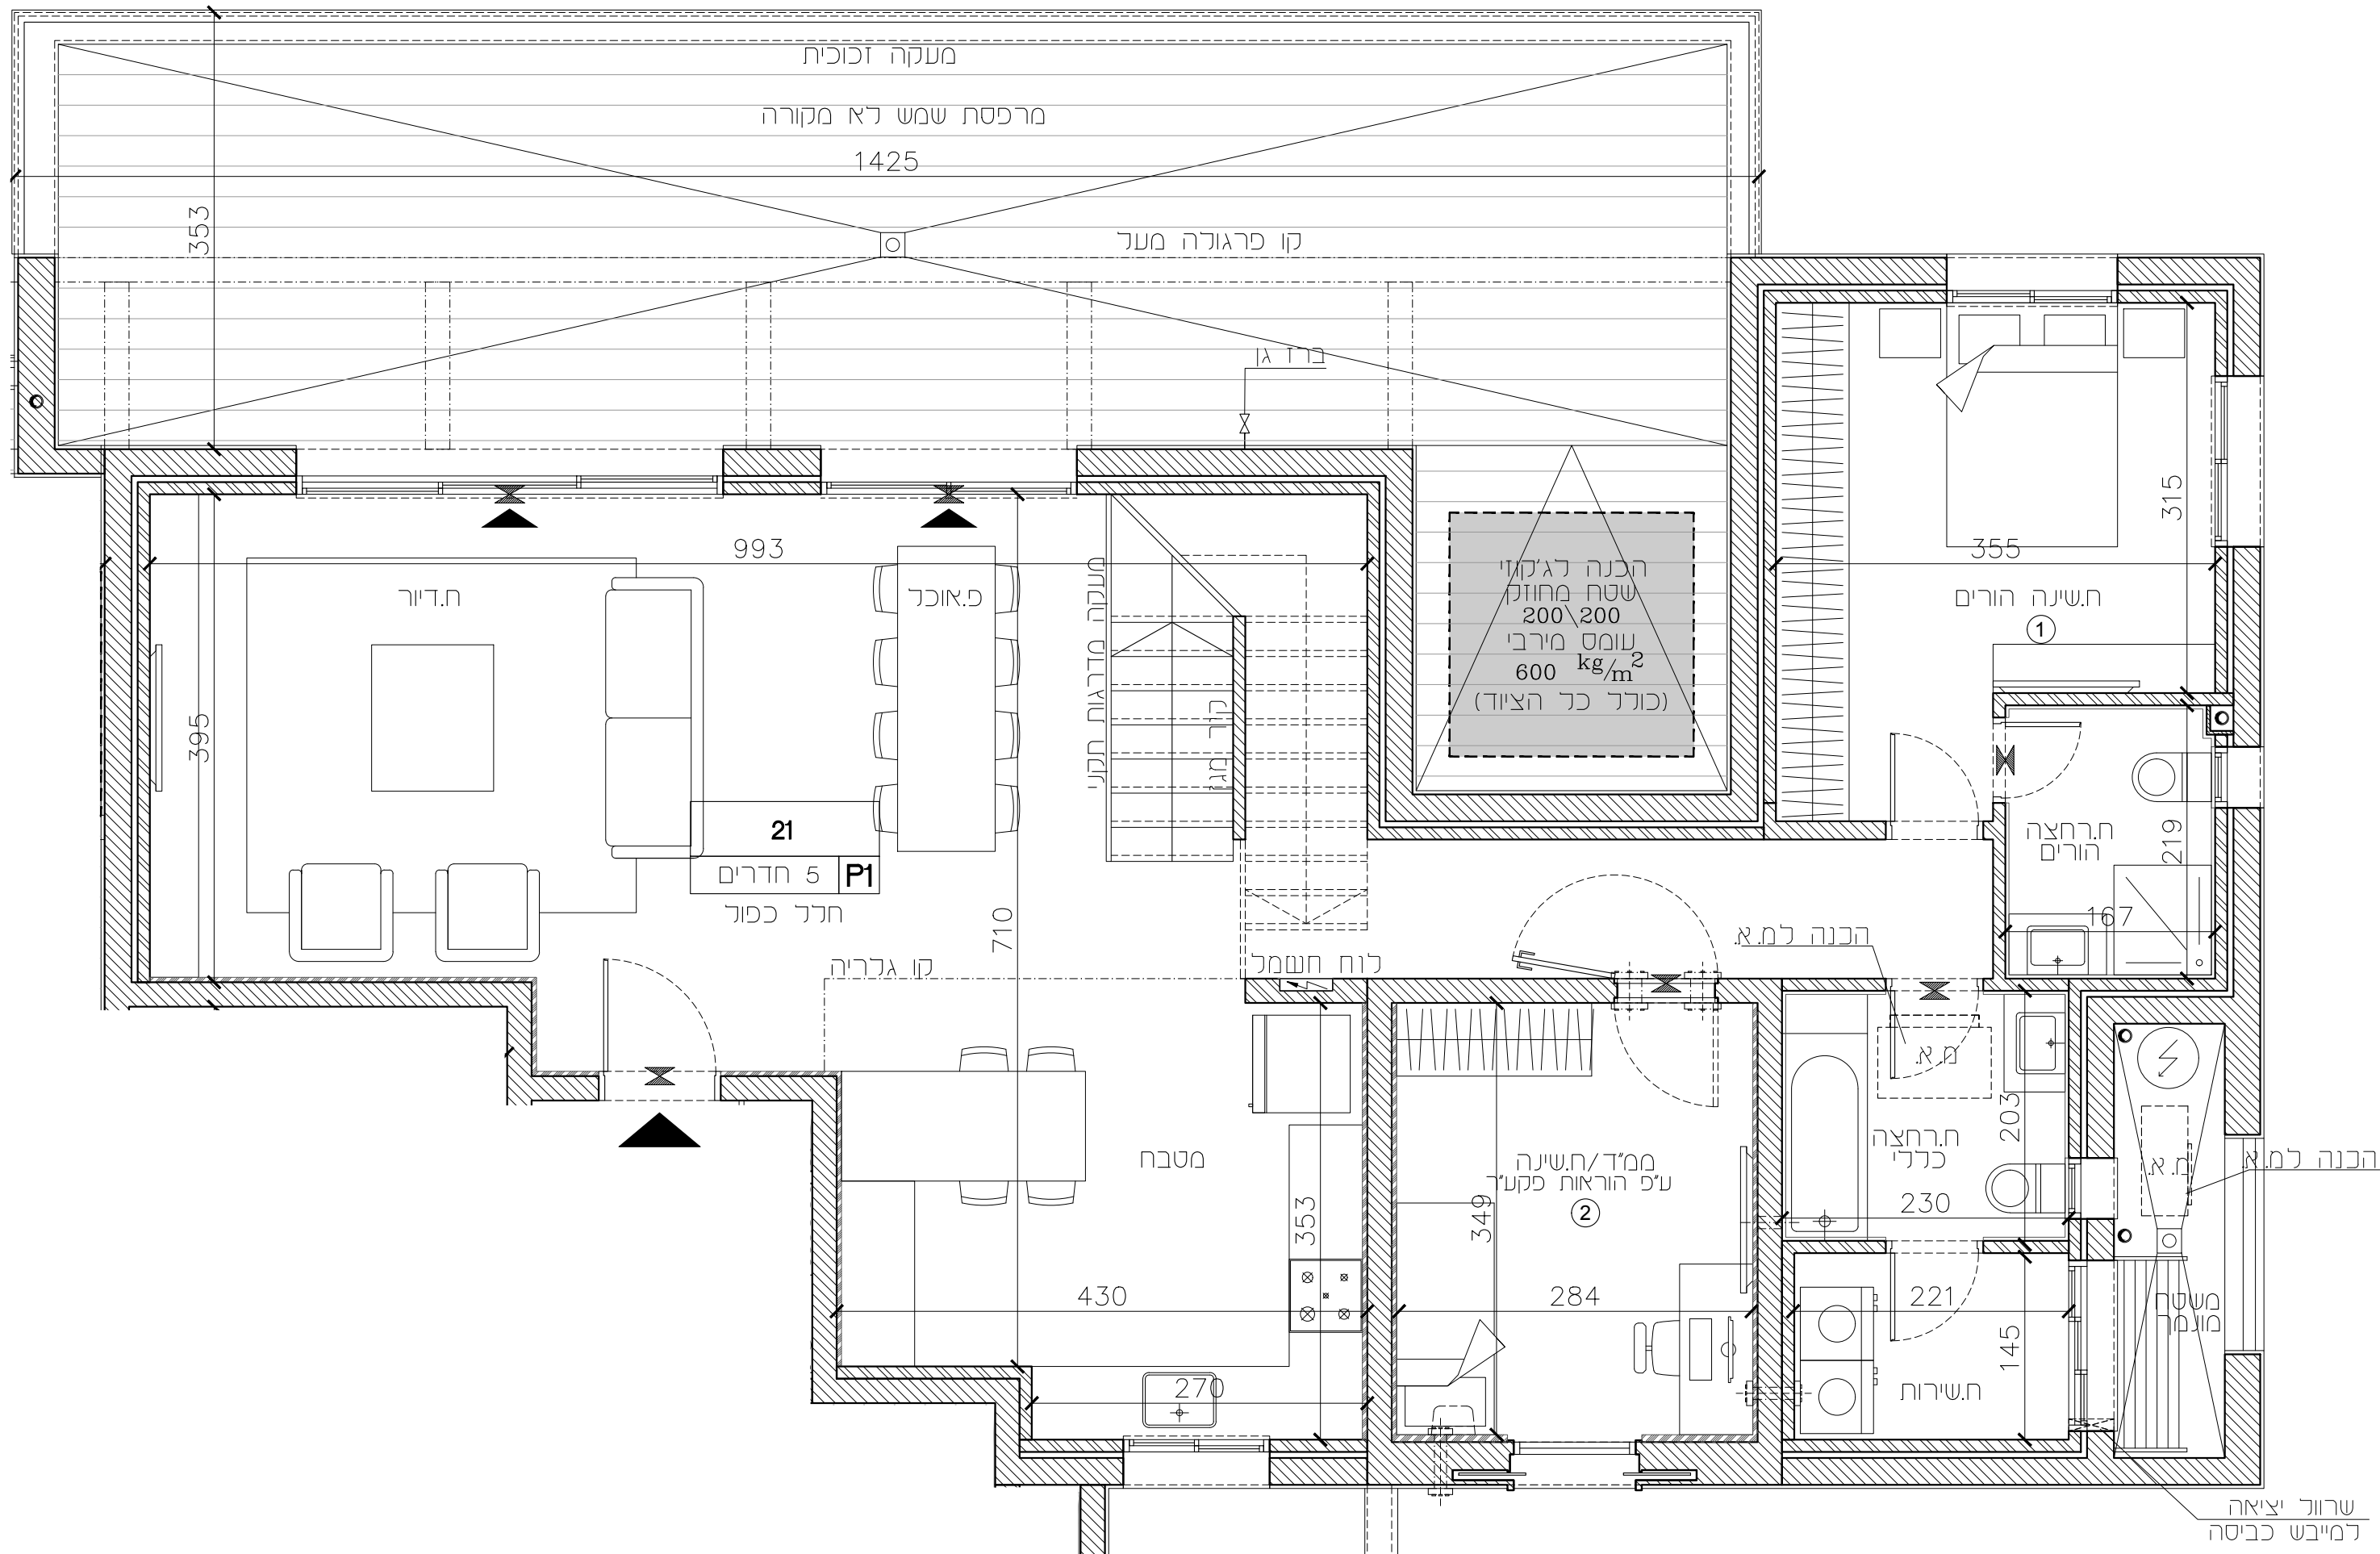 מעקה זכוכית
מרפסת שמש לא מקורה
1425
353
קו פרגולה מעל
ברז גן
993
ח.דיור
פ.אוכל
מעקה מדרגות תקני
קיר מגן
הכנה לג'קוזי
שטח מחוזק
200\200
עומס מירבי
600 kg/m²
(כולל כל הציוד)
315
355
ח.שינה הורים
1
395
21
5 חדרים
P1
חלל כפול
710
ח.רחצה
הורים
219
167
הכנה למ.א.
קו גלריה
לוח חשמל
מ.א.
203
ח.רחצה
כללי
230
מטבח
353
ממ"ד/ח.שינה
ע"פ הוראות פקע"ר
2
349
מ.א.
הכנה למ.א.
430
284
221
145
משטח
מונמך
270
ח.שירות
שרוול יציאה
למייבש כביסה